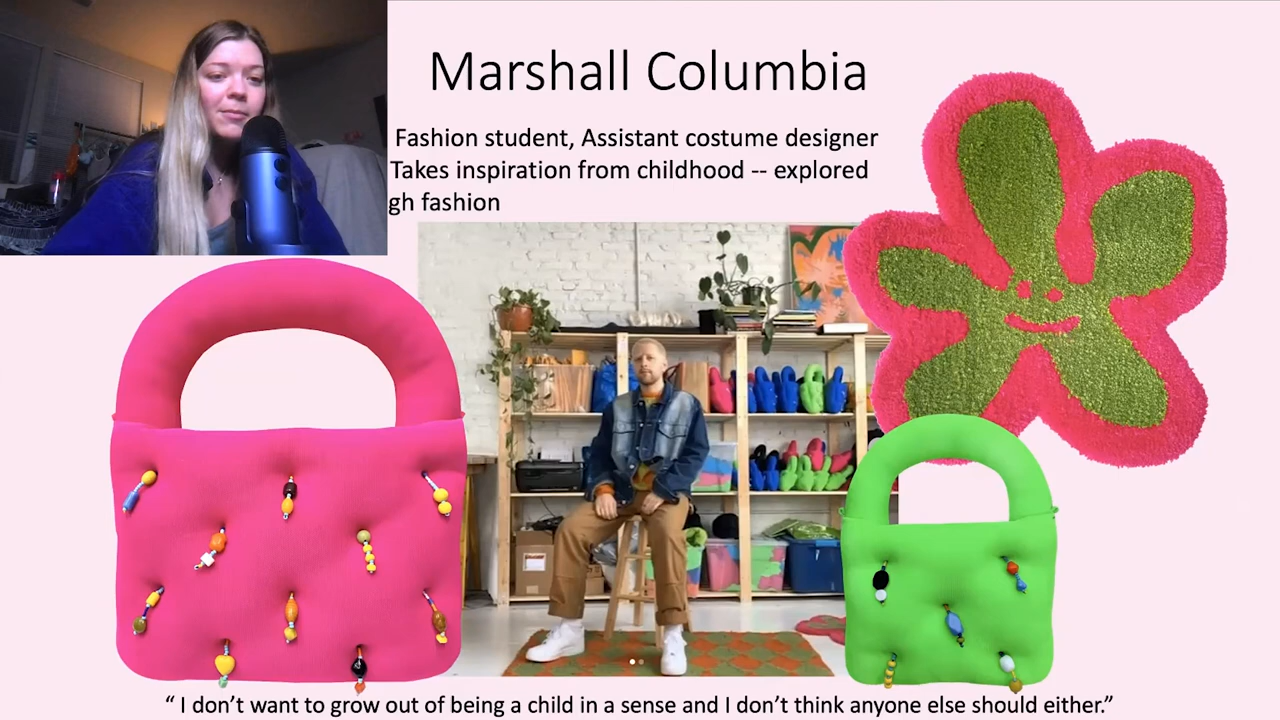 Marshall Columbia
Fashion student, Assistant costume designer
Takes inspiration from childhood -- explored
gh fashion
“ I don’t want to grow out of being a child in a sense and I don’t think anyone else should either.”